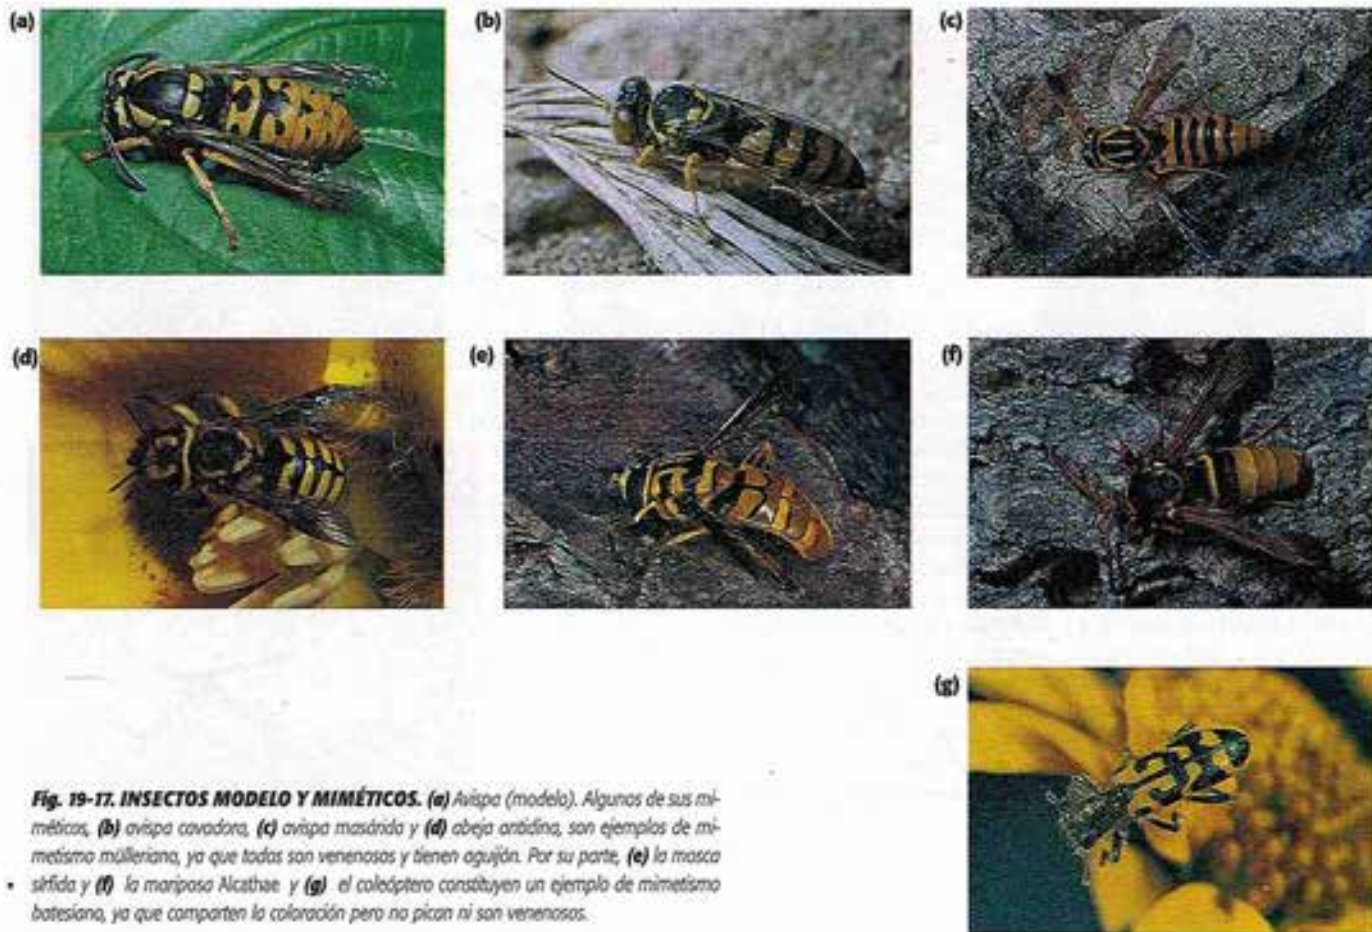 (a)
(b)
(c)
(d)
(e)
(f)
(g)
Fig. 19-17. INSECTOS MODELO Y MIMÉTICOS. (a) Avispa (modelo). Algunos de sus mi-
méticos, (b) avispa cavadora, (c) avispa masárida y (d) abeja antidina, son ejemplos de mi-
metismo mülleriano, ya que todas son venenosas y tienen aguijón. Por su parte, (e) la mosca
sírfida y (f) la mariposa Alcathae y (g) el coleóptero constituyen un ejemplo de mimetismo
batesiano, ya que comparten la coloración pero no pican ni son venenosos.